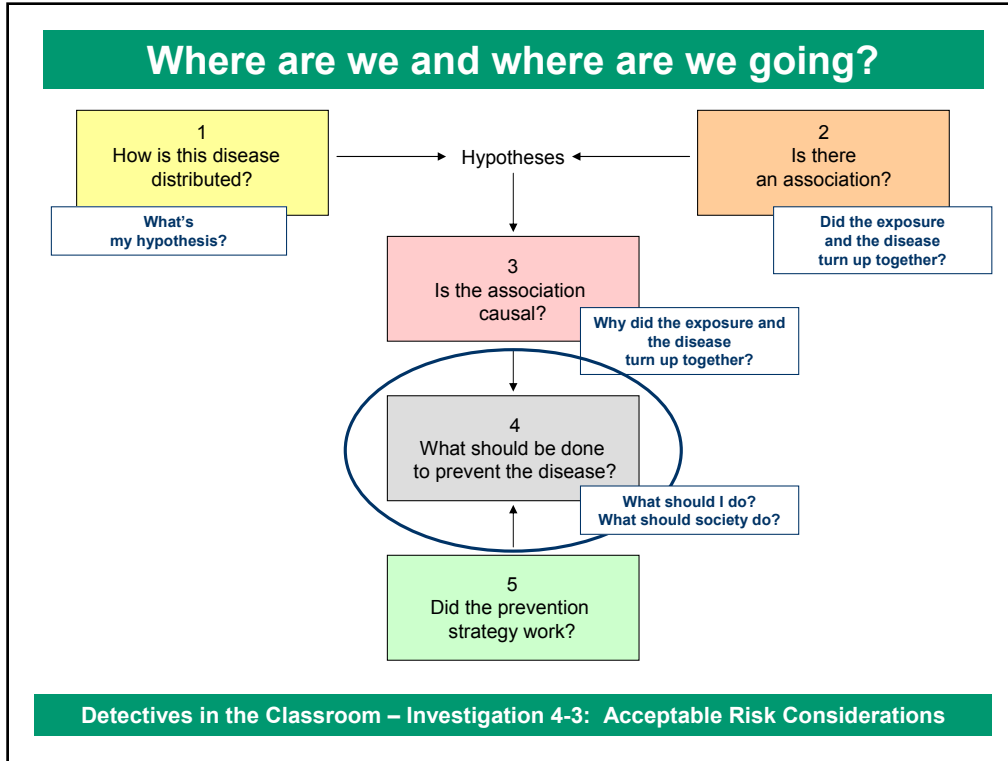 Where are we and where are we going?
1
How is this disease
distributed?
What's
my hypothesis?
Hypotheses
2
Is there
an association?
Did the exposure
and the disease
turn up together?
3
Is the association
causal?
Why did the exposure and
the disease
turn up together?
4
What should be done
to prevent the disease?
What should I do?
What should society do?
5
Did the prevention
strategy work?
Detectives in the Classroom – Investigation 4-3:  Acceptable Risk Considerations